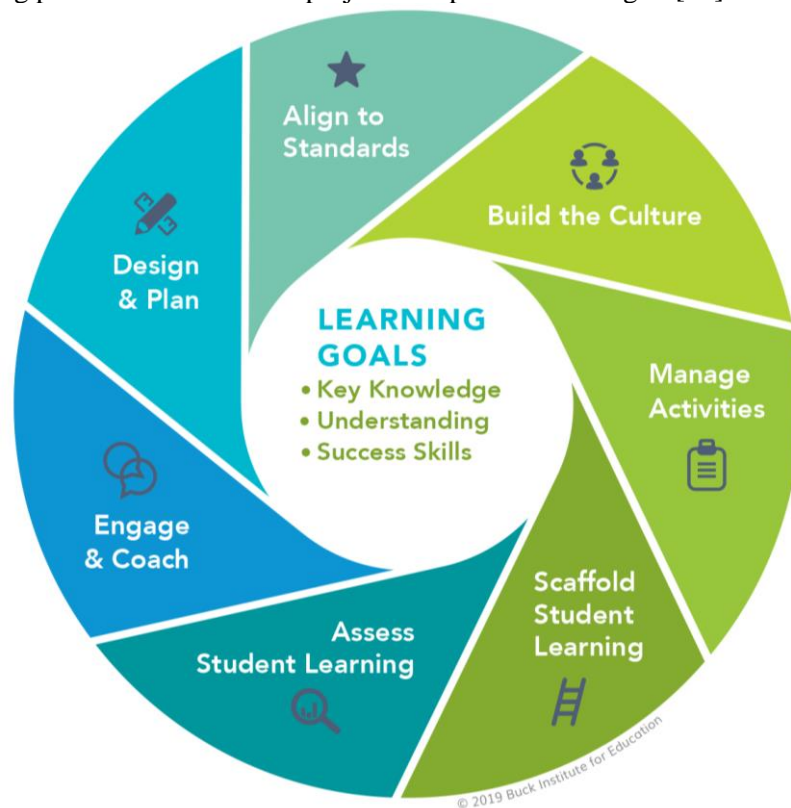 Align to
Standards
Build the Culture
Manage
Activities
Scaffold
Student
Learning
Assess
Student Learning
Engage
& Coach
Design
& Plan
LEARNING
GOALS
• Key Knowledge
• Understanding
• Success Skills
© 2019 Buck Institute for Education